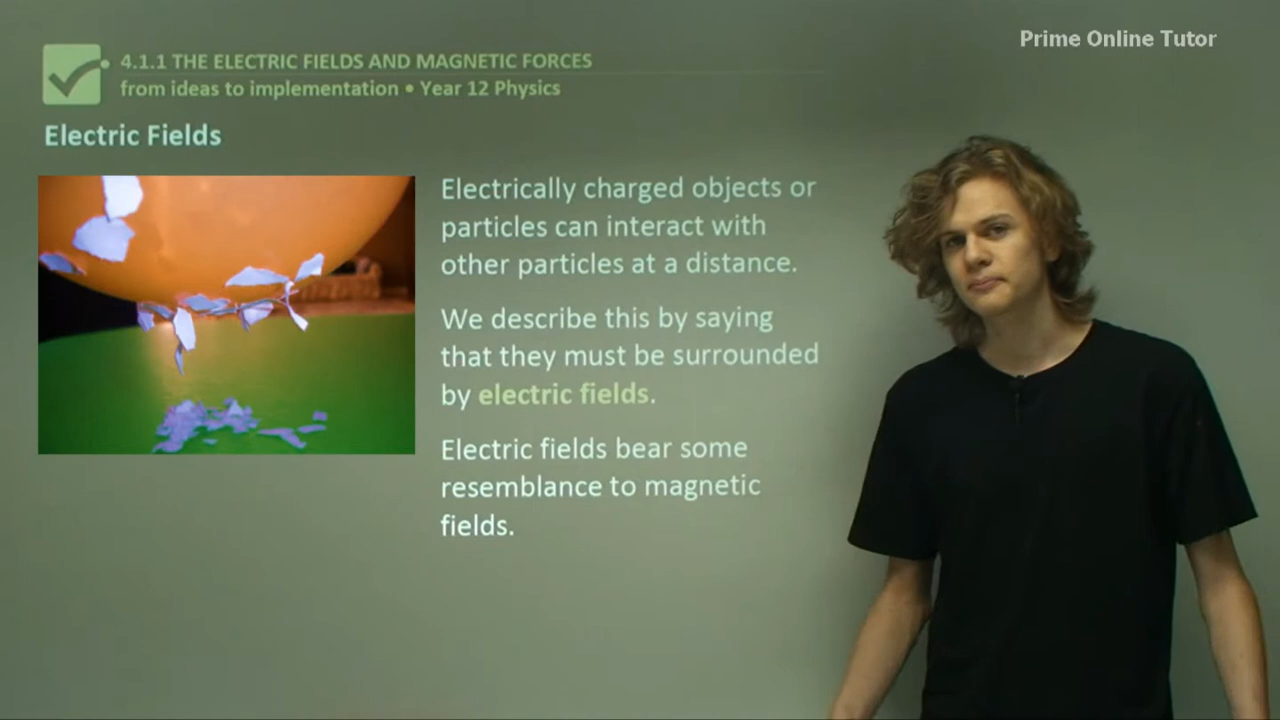 Prime Online Tutor
4.1.1 THE ELECTRIC FIELDS AND MAGNETIC FORCES
from ideas to implementation • Year 12 Physics
Electric Fields
Electrically charged objects or
particles can interact with
other particles at a distance.
We describe this by saying
that they must be surrounded
by electric fields.
Electric fields bear some
resemblance to magnetic
fields.